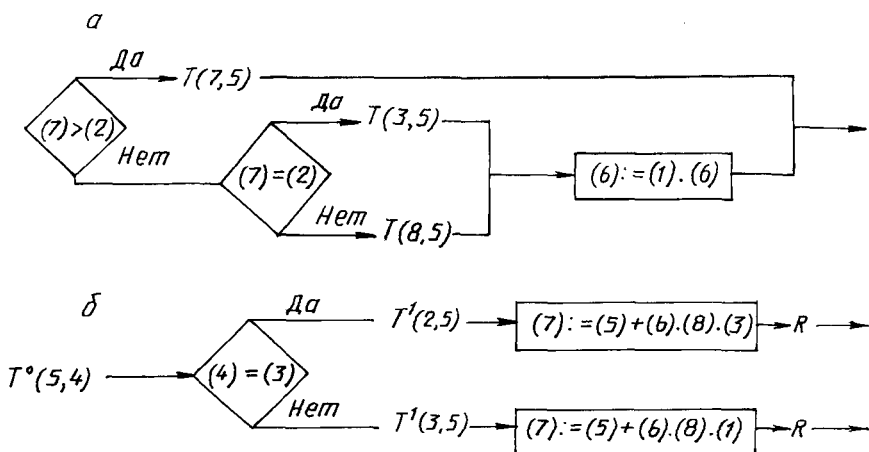 а
Да
T(7,5)
(7)>(2)
Нет
Да
T(3,5)
(7)=(2)
(6):=(1).(6)
Нет
T(8,5)
б
Да
T¹(2,5)
(7):=(5)+(6).(8).(3)
R
T°(5,4)
(4)=(3)
Нет
T¹(3,5)
(7):=(5)+(6).(8).(1)
R